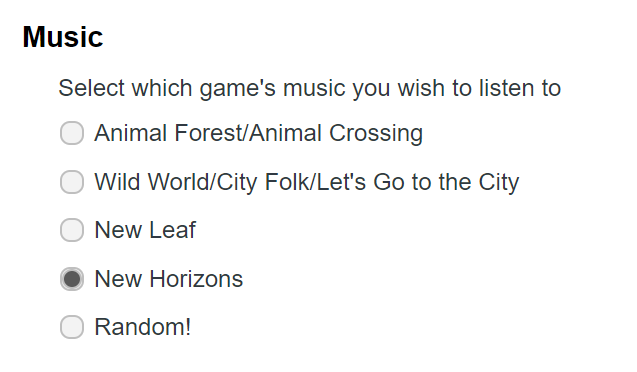 Music
Select which game's music you wish to listen to
Animal Forest/Animal Crossing
Wild World/City Folk/Let's Go to the City
New Leaf
New Horizons
Random!